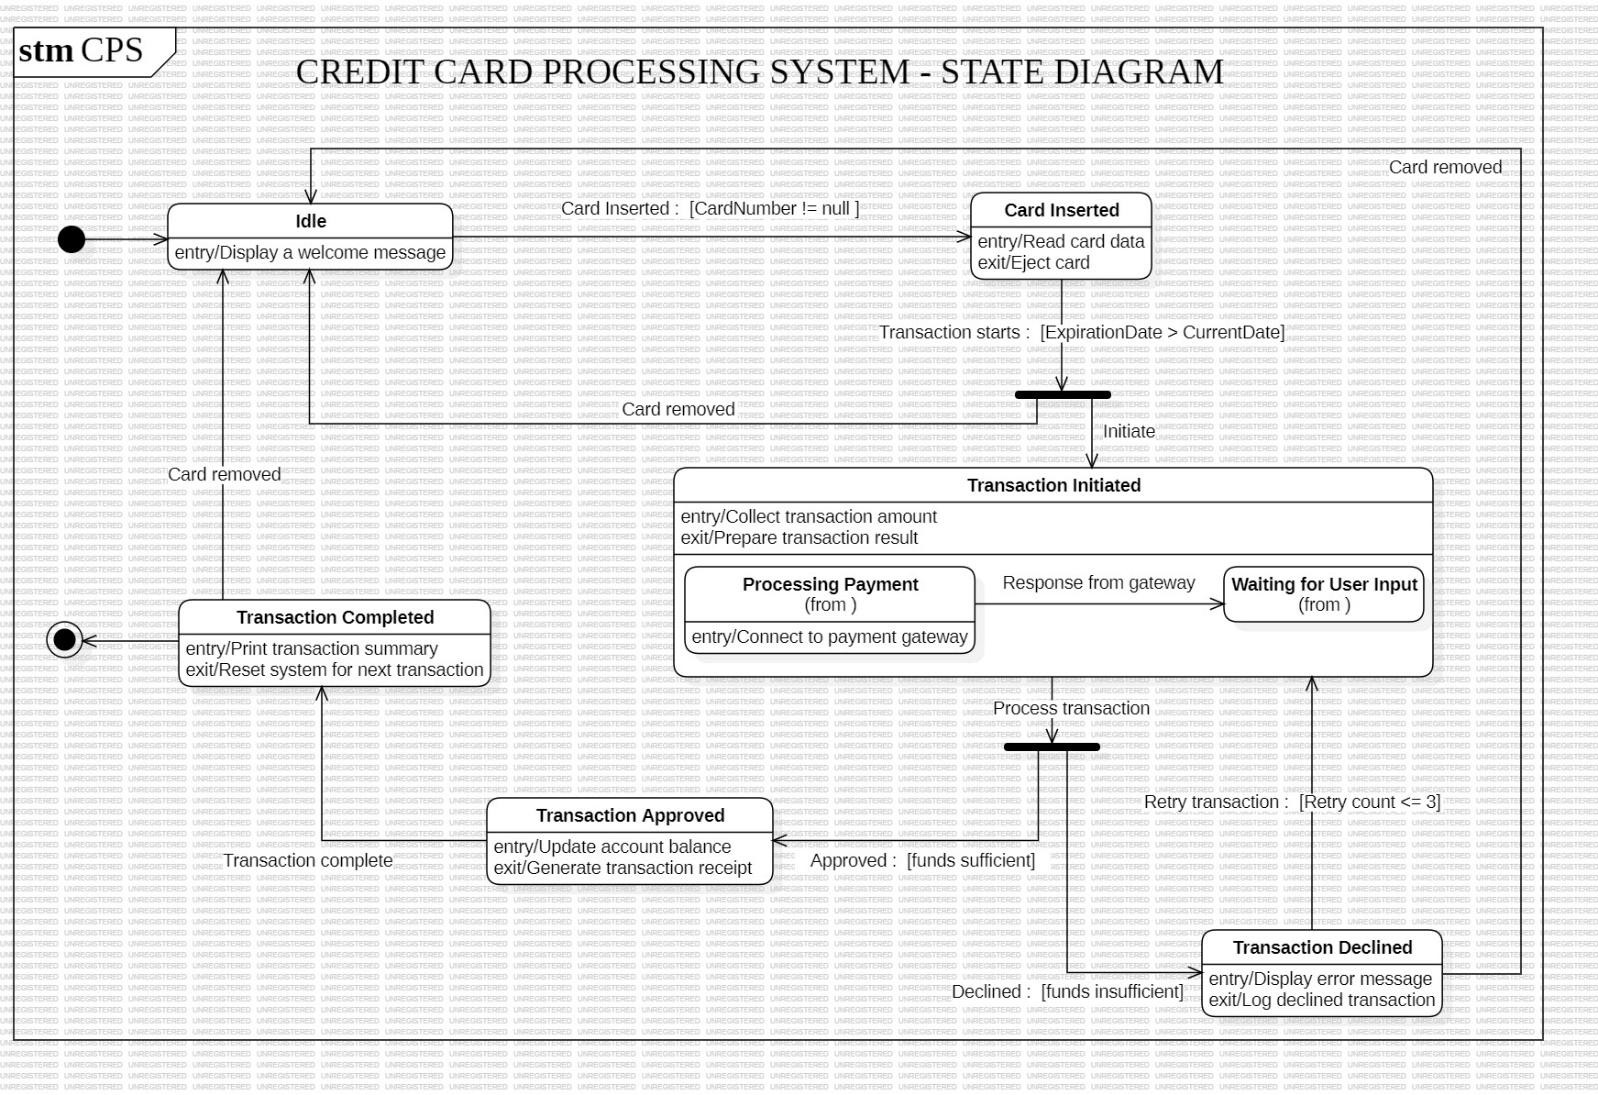 stm CPS
CREDIT CARD PROCESSING SYSTEM - STATE DIAGRAM
Card removed
Idle
entry/Display a welcome message
Card Inserted :  [CardNumber != null ]
Card Inserted
entry/Read card data
exit/Eject card
Transaction starts :  [ExpirationDate > CurrentDate]
Card removed
Initiate
Card removed
Transaction Initiated
entry/Collect transaction amount
exit/Prepare transaction result
Processing Payment
(from )
entry/Connect to payment gateway
Response from gateway
Waiting for User Input
(from )
Transaction Completed
entry/Print transaction summary
exit/Reset system for next transaction
Process transaction
Retry transaction :  [Retry count <= 3]
Transaction Approved
entry/Update account balance
exit/Generate transaction receipt
Approved :  [funds sufficient]
Transaction complete
Transaction Declined
entry/Display error message
exit/Log declined transaction
Declined :  [funds insufficient]
UNREGISTERED